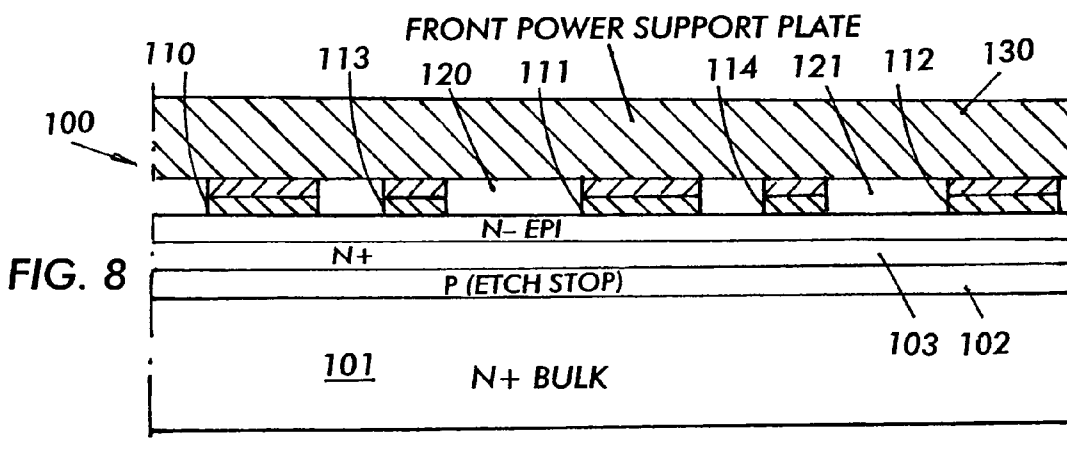 FRONT POWER SUPPORT PLATE
110 113 120 111 114 121 112 130
100
N– EPI
N+
FIG. 8
P (ETCH STOP)
103 102
101 N+ BULK